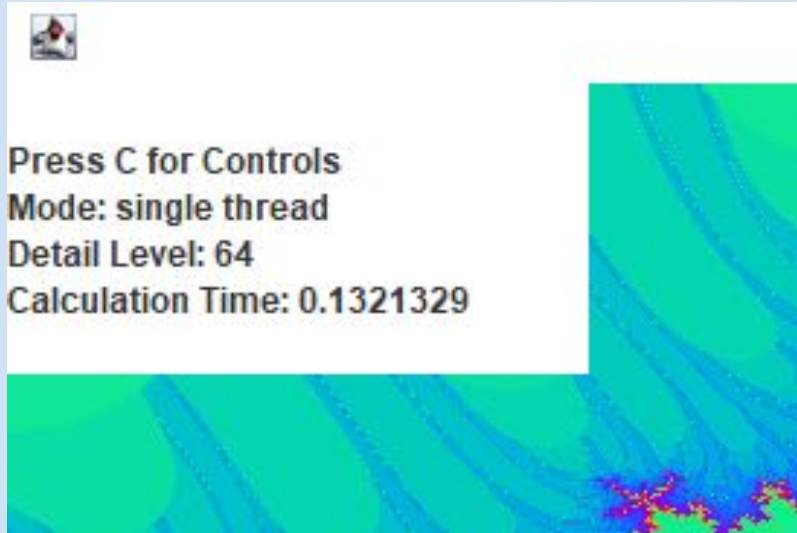 Press C for Controls
Mode: single thread
Detail Level: 64
Calculation Time: 0.1321329